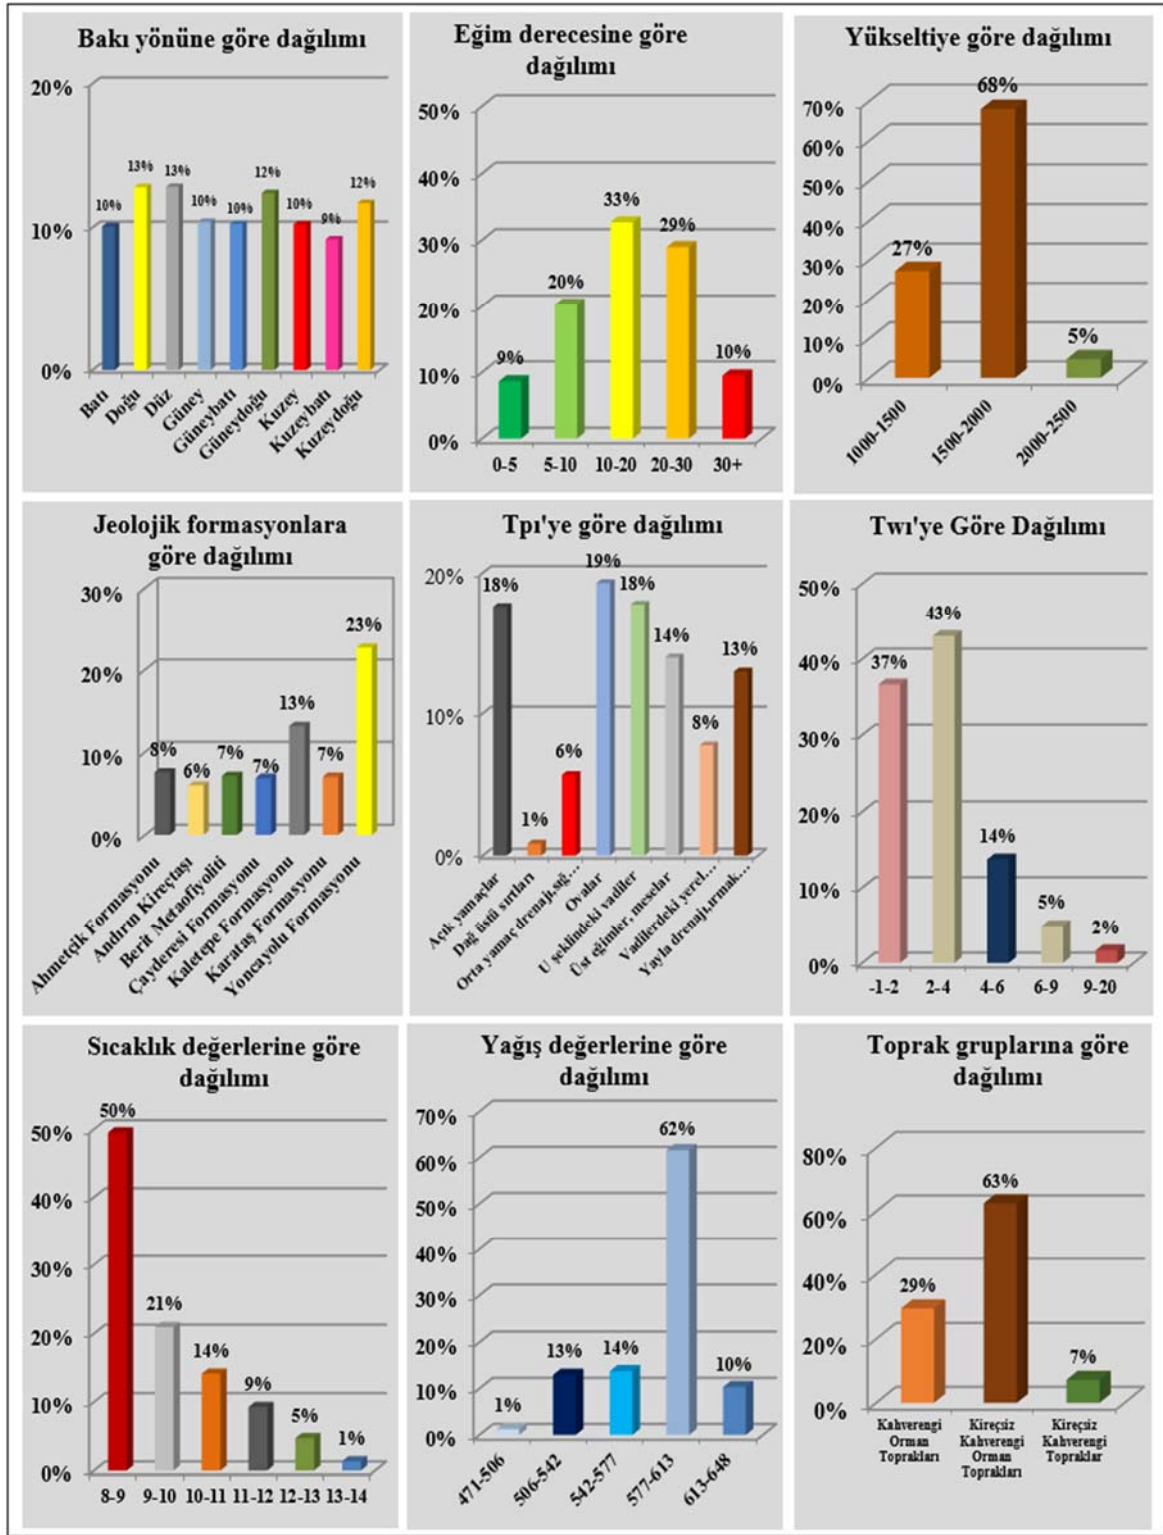 Bakı yönüne göre dağılımı
20%
10%
0%
10%
13%
13%
10%
10%
12%
10%
9%
12%
Batı
Doğu
Düz
Güney
Güneybatı
Güneydoğu
Kuzey
Kuzeybatı
Kuzeydoğu
Eğim derecesine göre
dağılımı
50%
40%
30%
20%
10%
0%
9%
20%
33%
29%
10%
0-5
5-10
10-20
20-30
30+
Yükseltiye göre dağılımı
70%
60%
50%
40%
30%
20%
10%
0%
27%
68%
5%
1000-1500
1500-2000
2000-2500
Jeolojik formasyonlara
göre dağılımı
30%
20%
10%
0%
8%
6%
7%
7%
13%
7%
23%
Ahmetçik Formasyonu
Andırın Kireçtaşı
Berit Metaofiyoliti
Çayderesi Formasyonu
Kaletepe Formasyonu
Karataş Formasyonu
Yoncayolu Formasyonu
Tpı'ye göre dağılımı
20%
10%
0%
18%
1%
6%
19%
18%
14%
8%
13%
Açık yamaçlar
Dağ üstü sırtları
Orta yamaç drenajı,sığ...
Ovalar
U şeklindeki vadiler
Üst eğimler, meselar
Vadilerdeki yerel...
Yayla drenajı,ırmak...
Twı'ye Göre Dağılımı
50%
40%
30%
20%
10%
0%
37%
43%
14%
5%
2%
-1-2
2-4
4-6
6-9
9-20
Sıcaklık değerlerine göre
dağılımı
50%
40%
30%
20%
10%
0%
50%
21%
14%
9%
5%
1%
8-9
9-10
10-11
11-12
12-13
13-14
Yağış değerlerine göre
dağılımı
70%
60%
50%
40%
30%
20%
10%
0%
1%
13%
14%
62%
10%
471-506
506-542
542-577
577-613
613-648
Toprak gruplarına göre
dağılımı
80%
60%
40%
20%
0%
29%
63%
7%
Kahverengi
Orman
Toprakları
Kireçsiz
Kahverengi
Orman
Toprakları
Kireçsiz
Kahverengi
Topraklar